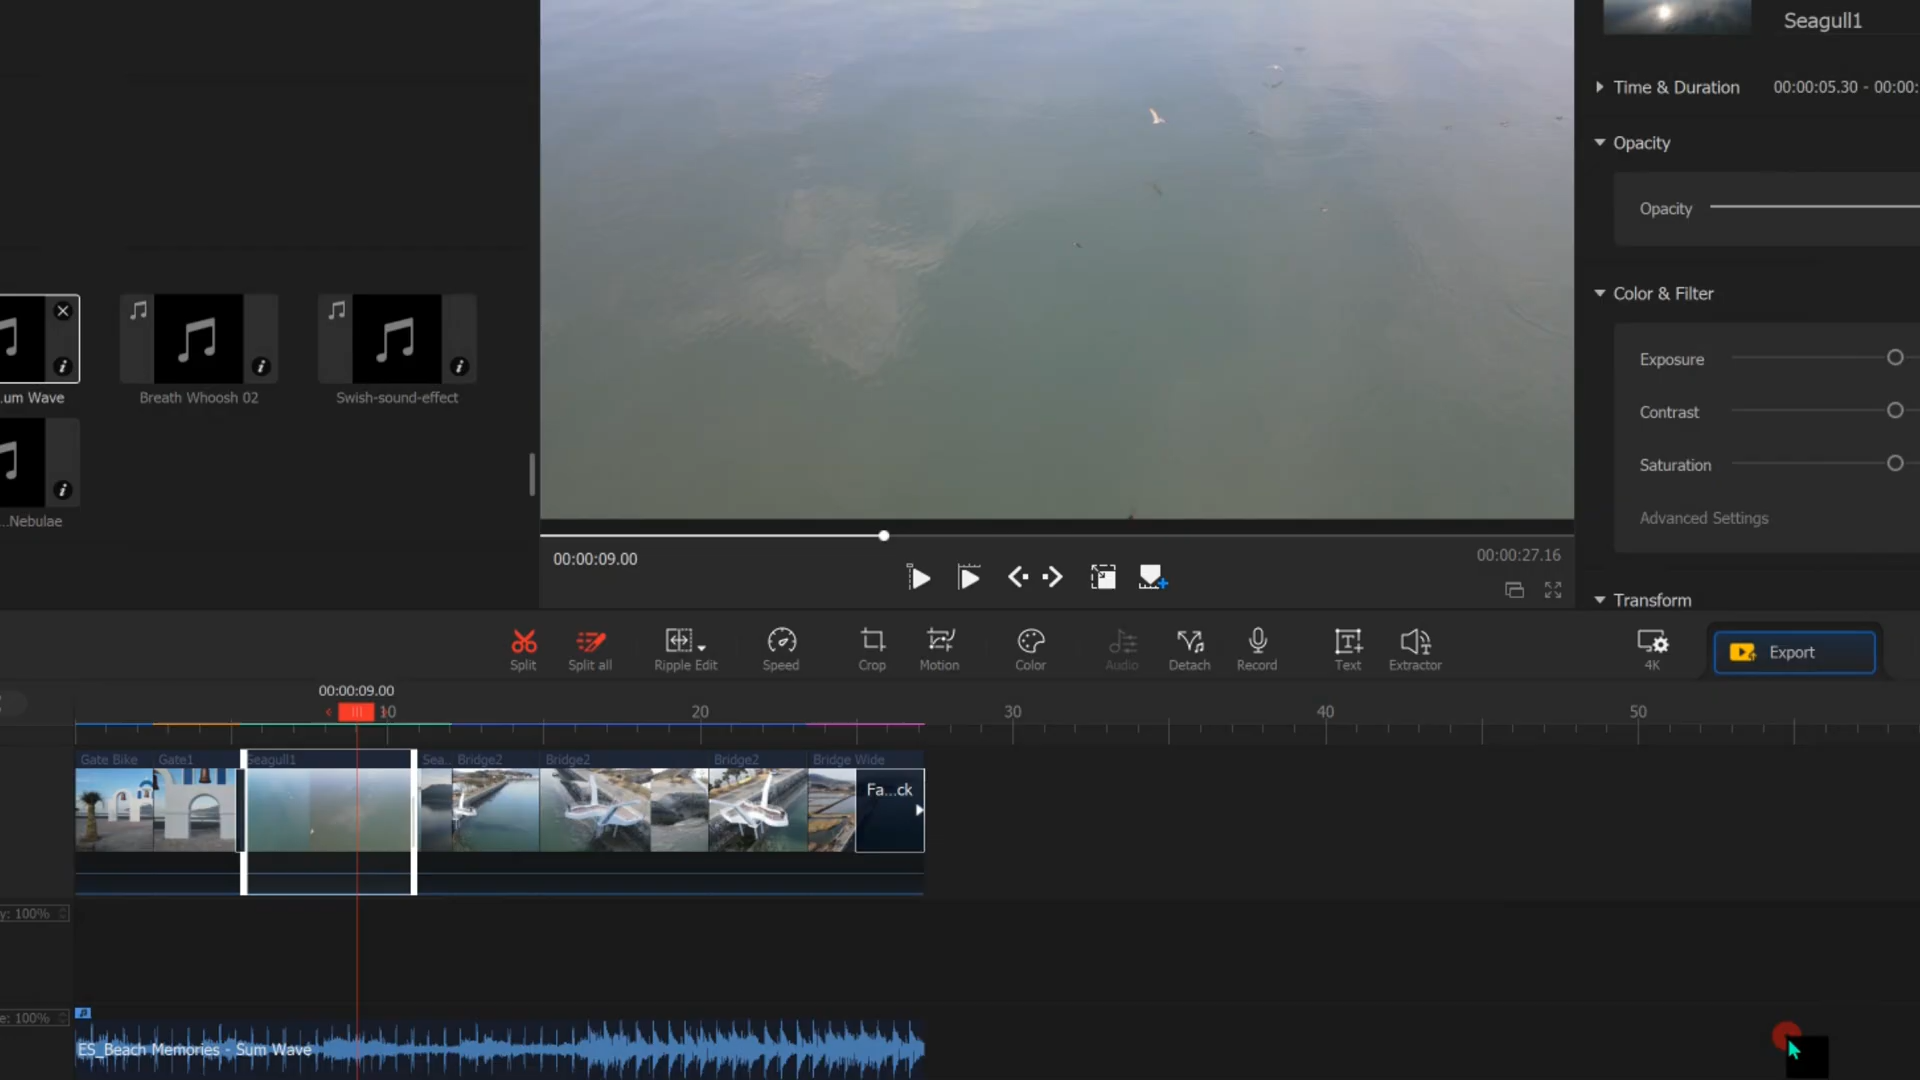 Seagull1
Time & Duration 00:00:05.30 - 00:00:
Opacity
Opacity
Color & Filter
Exposure
Contrast
Saturation
Advanced Settings
Transform
...um Wave
Breath Whoosh 02
Swish-sound-effect
...Nebulae
00:00:09.00
00:00:27.16
Split
Split all
Ripple Edit
Speed
Crop
Motion
Color
Audio
Detach
Record
Text
Extractor
4K
Export
00:00:09.00
10
20
30
40
50
Gate Bike
Gate1
Seagull1
Sea...
Bridge2
Bridge2
Bridge2
Bridge Wide
Fa...ck
y: 100%
e: 100%
ES_Beach Memories - Sum Wave